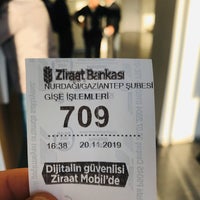 Ziraat Bankası
NURDAĞI/GAZİANTEP ŞUBESİ
GİŞE İŞLEMLERİ
709
16:38 20.11.2019
Dijitalin güvenlisi
Ziraat Mobil'de